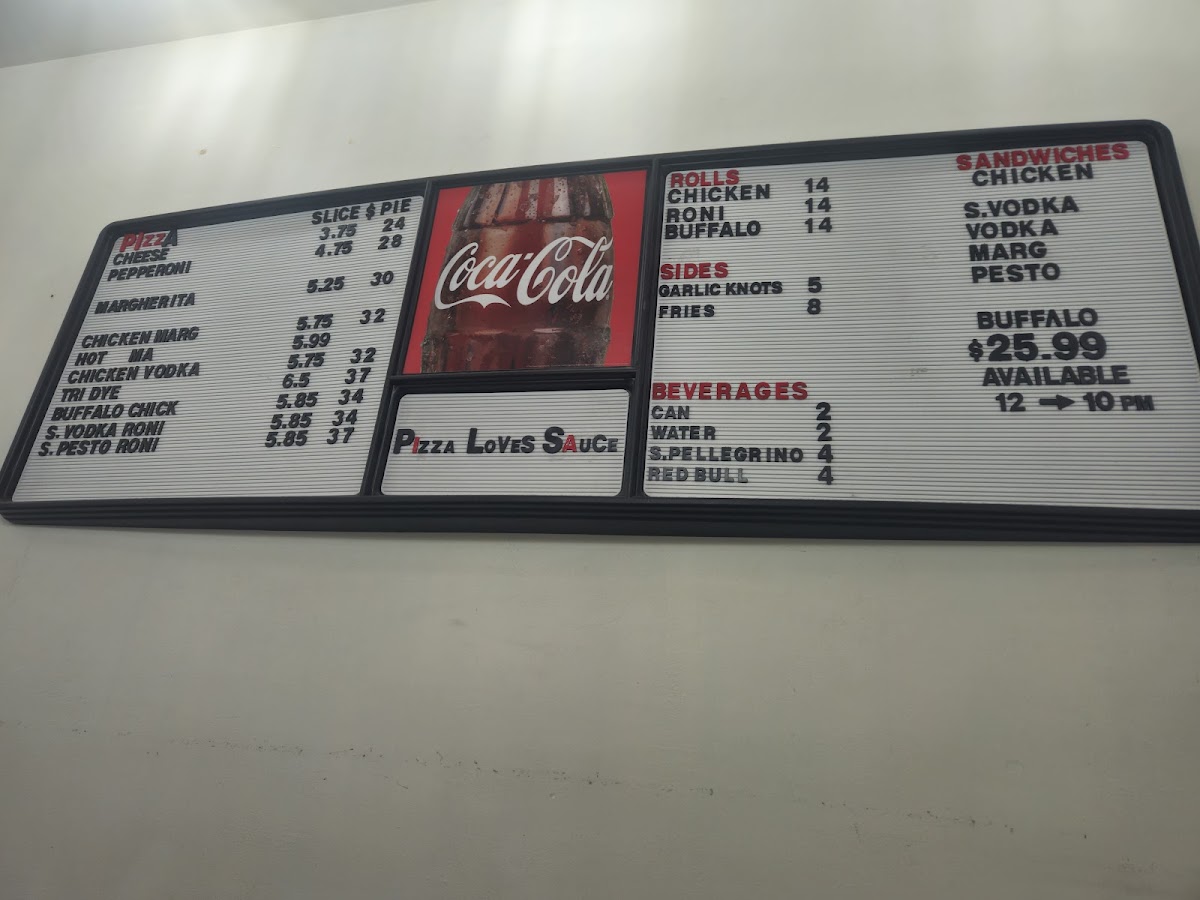 PIZZA SLICE $ PIE
CHEESE 3.75 24
PEPPERONI 4.75 28
MARGHERITA 5.25 30
CHICKEN MARG 5.75 32
HOT MA 5.99
CHICKEN VODKA 5.75 32
TRI DYE 6.5 37
BUFFALO CHICK 5.85 34
S.VODKA RONI 5.85 34
S.PESTO RONI 5.85 37
Coca-Cola
PIZZA LOVES SAUCE
ROLLS
CHICKEN 14
RONI 14
BUFFALO 14
SIDES
GARLIC KNOTS 5
FRIES 8
BEVERAGES
CAN 2
WATER 2
S.PELLEGRINO 4
RED BULL 4
SANDWICHES
CHICKEN
S.VODKA
VODKA
MARG
PESTO
BUFFALO
$25.99
AVAILABLE
12 → 10 PM